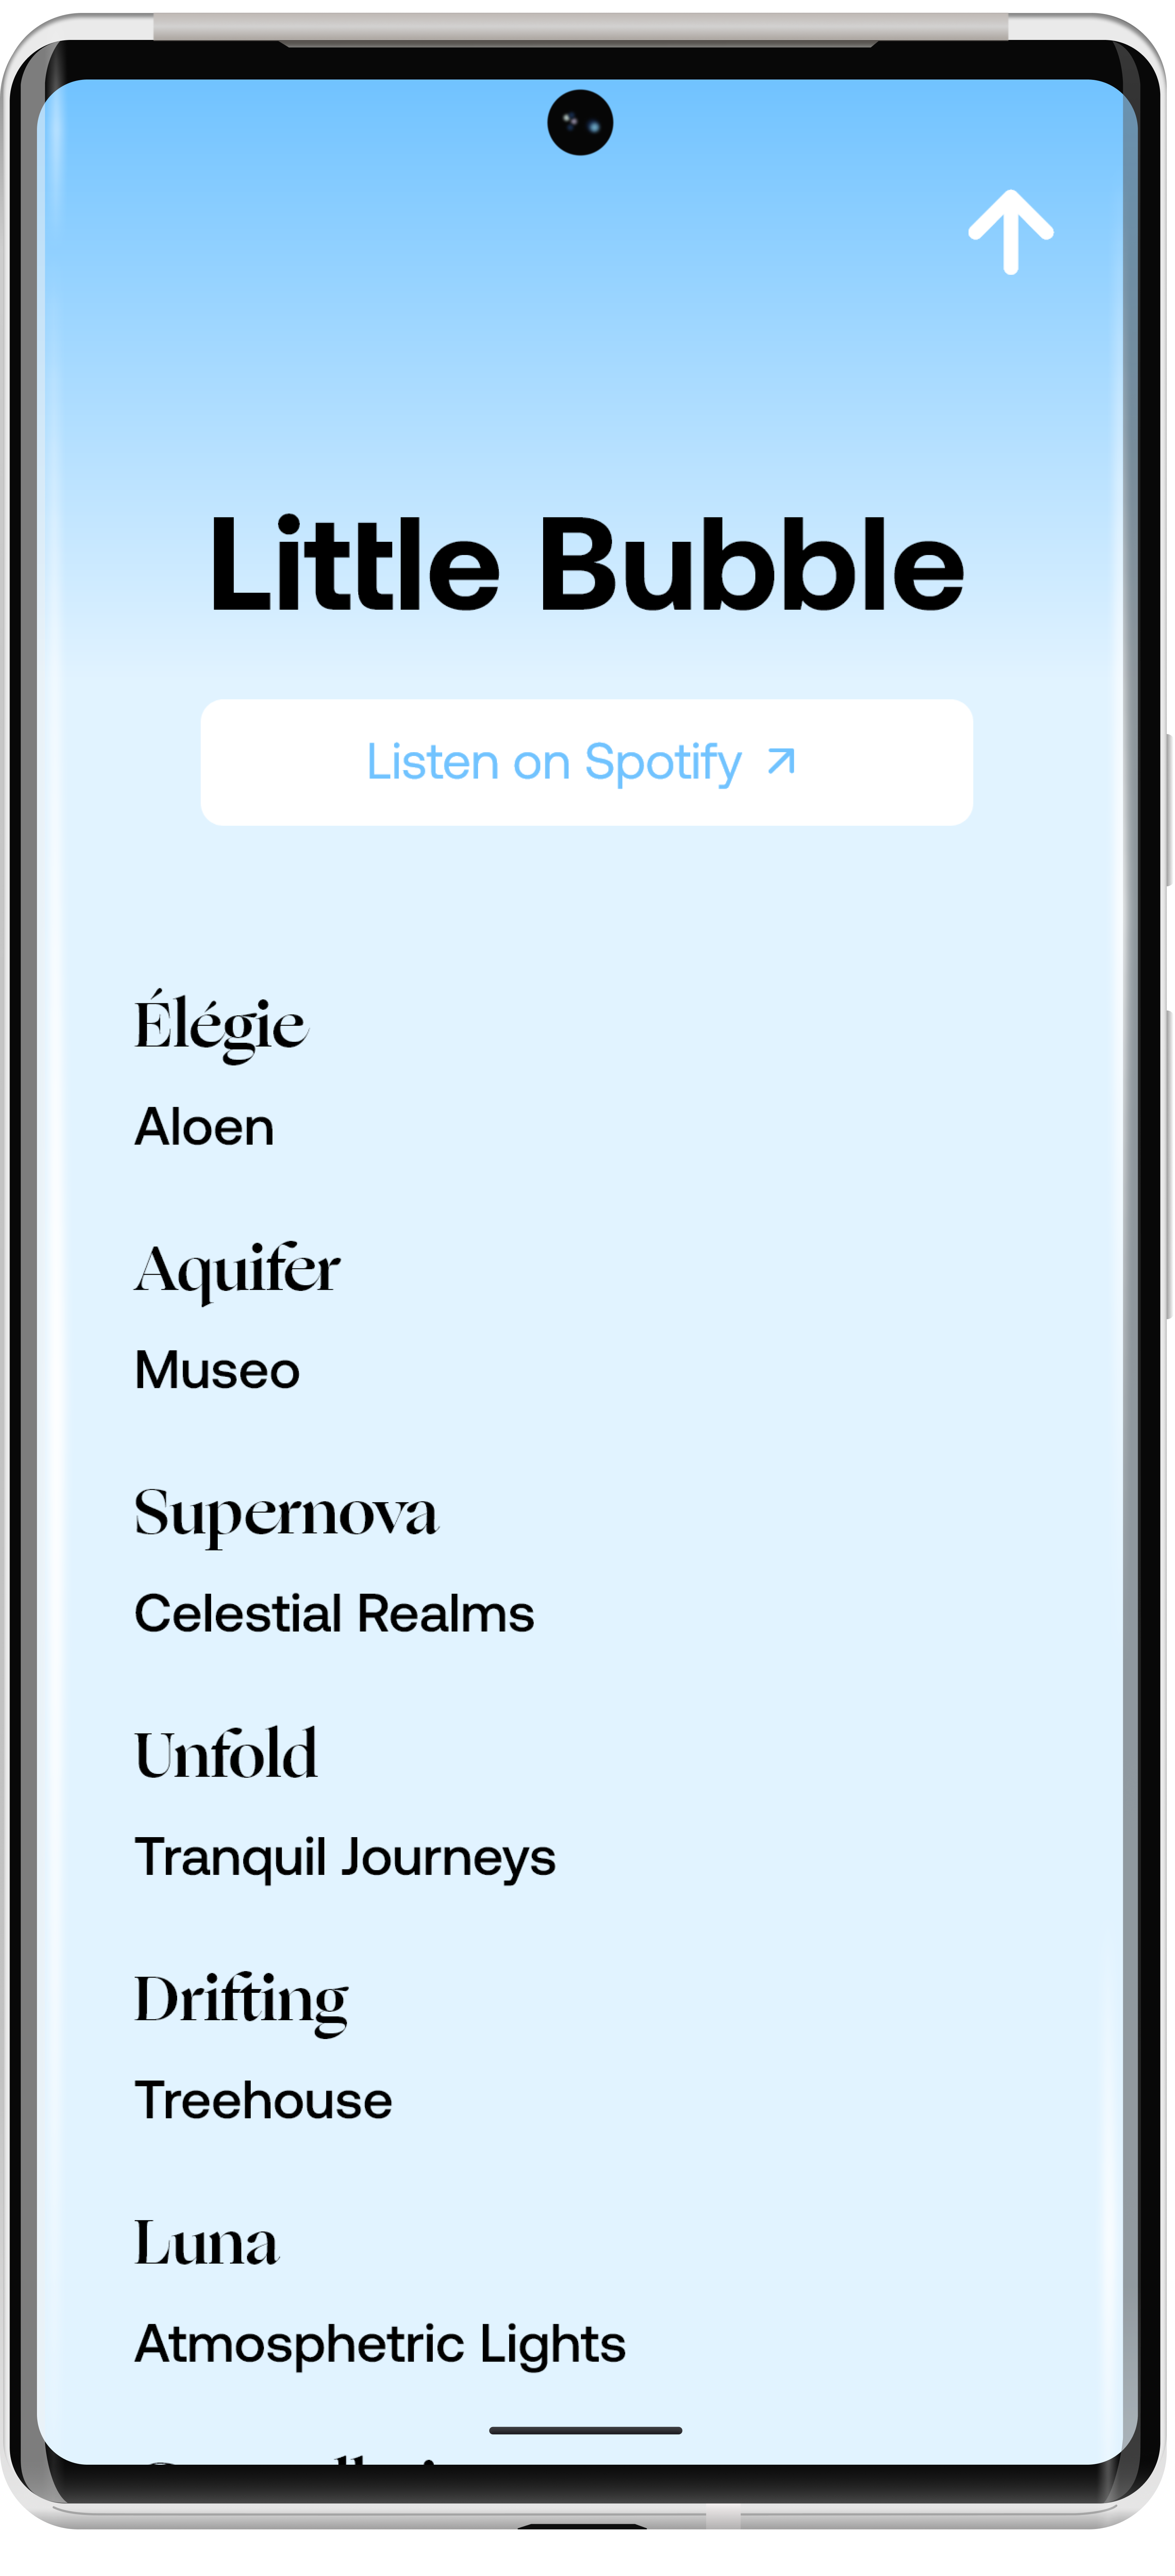 Little Bubble
Listen on Spotify
Élégie
Aloen
Aquifer
Museo
Supernova
Celestial Realms
Unfold
Tranquil Journeys
Drifting
Treehouse
Luna
Atmosphetric Lights